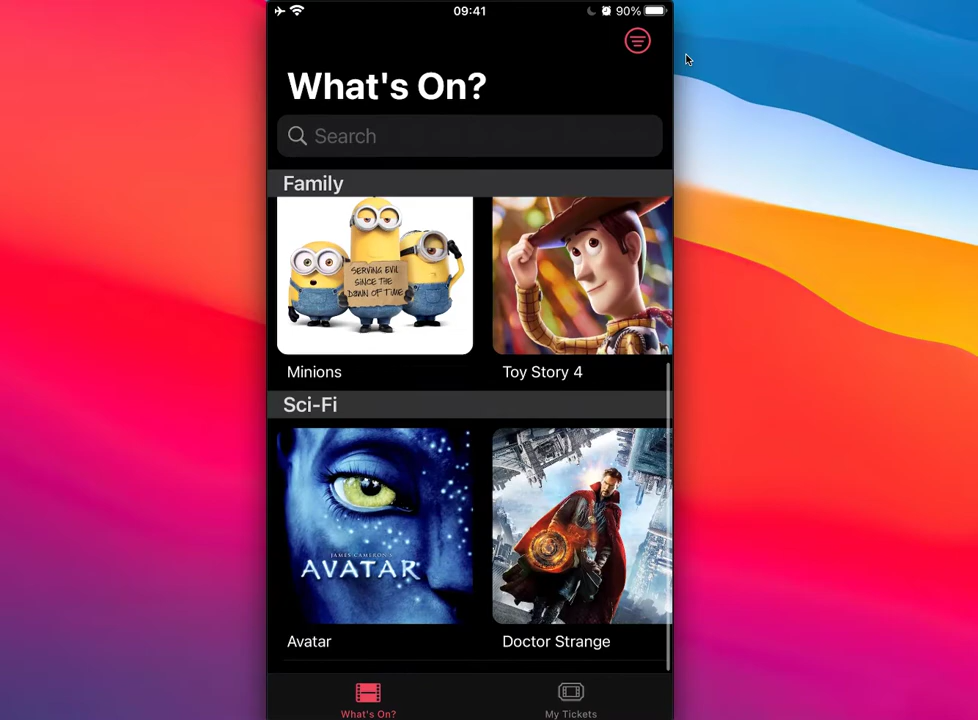 09:41
90%
What's On?
Search
Family
SERVING EVIL
SINCE THE
DAWN OF TIME
Minions
Toy Story 4
Sci-Fi
JAMES CAMERON'S
AVATAR
Avatar
Doctor Strange
What's On?
My Tickets